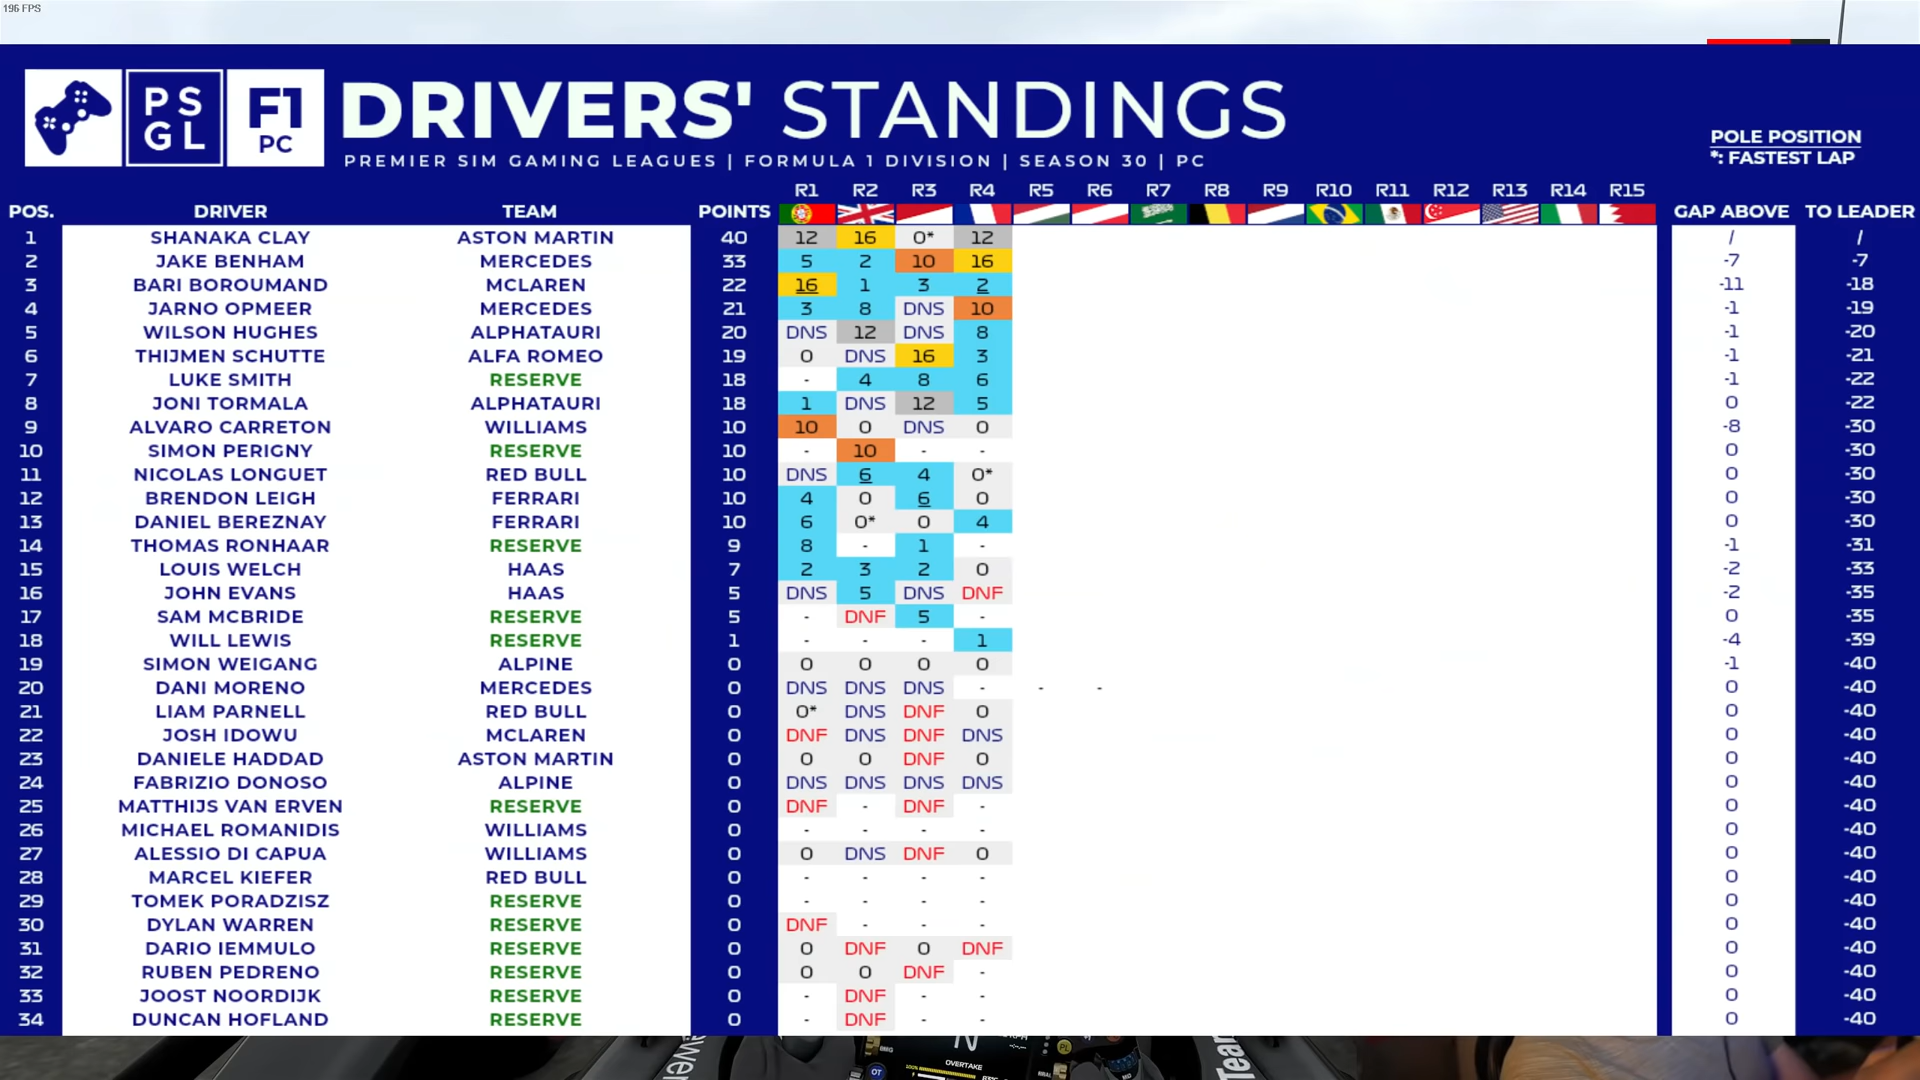 196 FPS
PS
GL
F1
PC
DRIVERS' STANDINGS
PREMIER SIM GAMING LEAGUES | FORMULA 1 DIVISION | SEASON 30 | PC
POLE POSITION
*: FASTEST LAP
R1 R2 R3 R4 R5 R6 R7 R8 R9 R10 R11 R12 R13 R14 R15
POS. DRIVER TEAM POINTS GAP ABOVE TO LEADER
1 SHANAKA CLAY ASTON MARTIN 40 12 16 0* 12 / /
2 JAKE BENHAM MERCEDES 33 5 2 10 16 -7 -7
3 BARI BOROUMAND MCLAREN 22 16 1 3 2 -11 -18
4 JARNO OPMEER MERCEDES 21 3 8 DNS 10 -1 -19
5 WILSON HUGHES ALPHATAURI 20 DNS 12 DNS 8 -1 -20
6 THIJMEN SCHUTTE ALFA ROMEO 19 0 DNS 16 3 -1 -21
7 LUKE SMITH RESERVE 18 - 4 8 6 -1 -22
8 JONI TORMALA ALPHATAURI 18 1 DNS 12 5 0 -22
9 ALVARO CARRETON WILLIAMS 10 10 0 DNS 0 -8 -30
10 SIMON PERIGNY RESERVE 10 - 10 - - 0 -30
11 NICOLAS LONGUET RED BULL 10 DNS 6 4 0* 0 -30
12 BRENDON LEIGH FERRARI 10 4 0 6 0 0 -30
13 DANIEL BEREZNAY FERRARI 10 6 0* 0 4 0 -30
14 THOMAS RONHAAR RESERVE 9 8 - 1 - -1 -31
15 LOUIS WELCH HAAS 7 2 3 2 0 -2 -33
16 JOHN EVANS HAAS 5 DNS 5 DNS DNF -2 -35
17 SAM MCBRIDE RESERVE 5 - DNF 5 - 0 -35
18 WILL LEWIS RESERVE 1 - - - 1 -4 -39
19 SIMON WEIGANG ALPINE 0 0 0 0 0 -1 -40
20 DANI MORENO MERCEDES 0 DNS DNS DNS - - - 0 -40
21 LIAM PARNELL RED BULL 0 0* DNS DNF 0 0 -40
22 JOSH IDOWU MCLAREN 0 DNF DNS DNF DNS 0 -40
23 DANIELE HADDAD ASTON MARTIN 0 0 0 DNF 0 0 -40
24 FABRIZIO DONOSO ALPINE 0 DNS DNS DNS DNS 0 -40
25 MATTHIJS VAN ERVEN RESERVE 0 DNF - DNF - 0 -40
26 MICHAEL ROMANIDIS WILLIAMS 0 - - - - 0 -40
27 ALESSIO DI CAPUA WILLIAMS 0 0 DNS DNF 0 0 -40
28 MARCEL KIEFER RED BULL 0 - - - - 0 -40
29 TOMEK PORADZISZ RESERVE 0 - - - - 0 -40
30 DYLAN WARREN RESERVE 0 DNF - - - 0 -40
31 DARIO IEMMULO RESERVE 0 0 DNF 0 DNF 0 -40
32 RUBEN PEDRENO RESERVE 0 0 0 DNF - 0 -40
33 JOOST NOORDIJK RESERVE 0 - DNF - - 0 -40
34 DUNCAN HOFLAND RESERVE 0 - DNF - - 0 -40
N
PL
OVERTAKE
OT
100%
Team